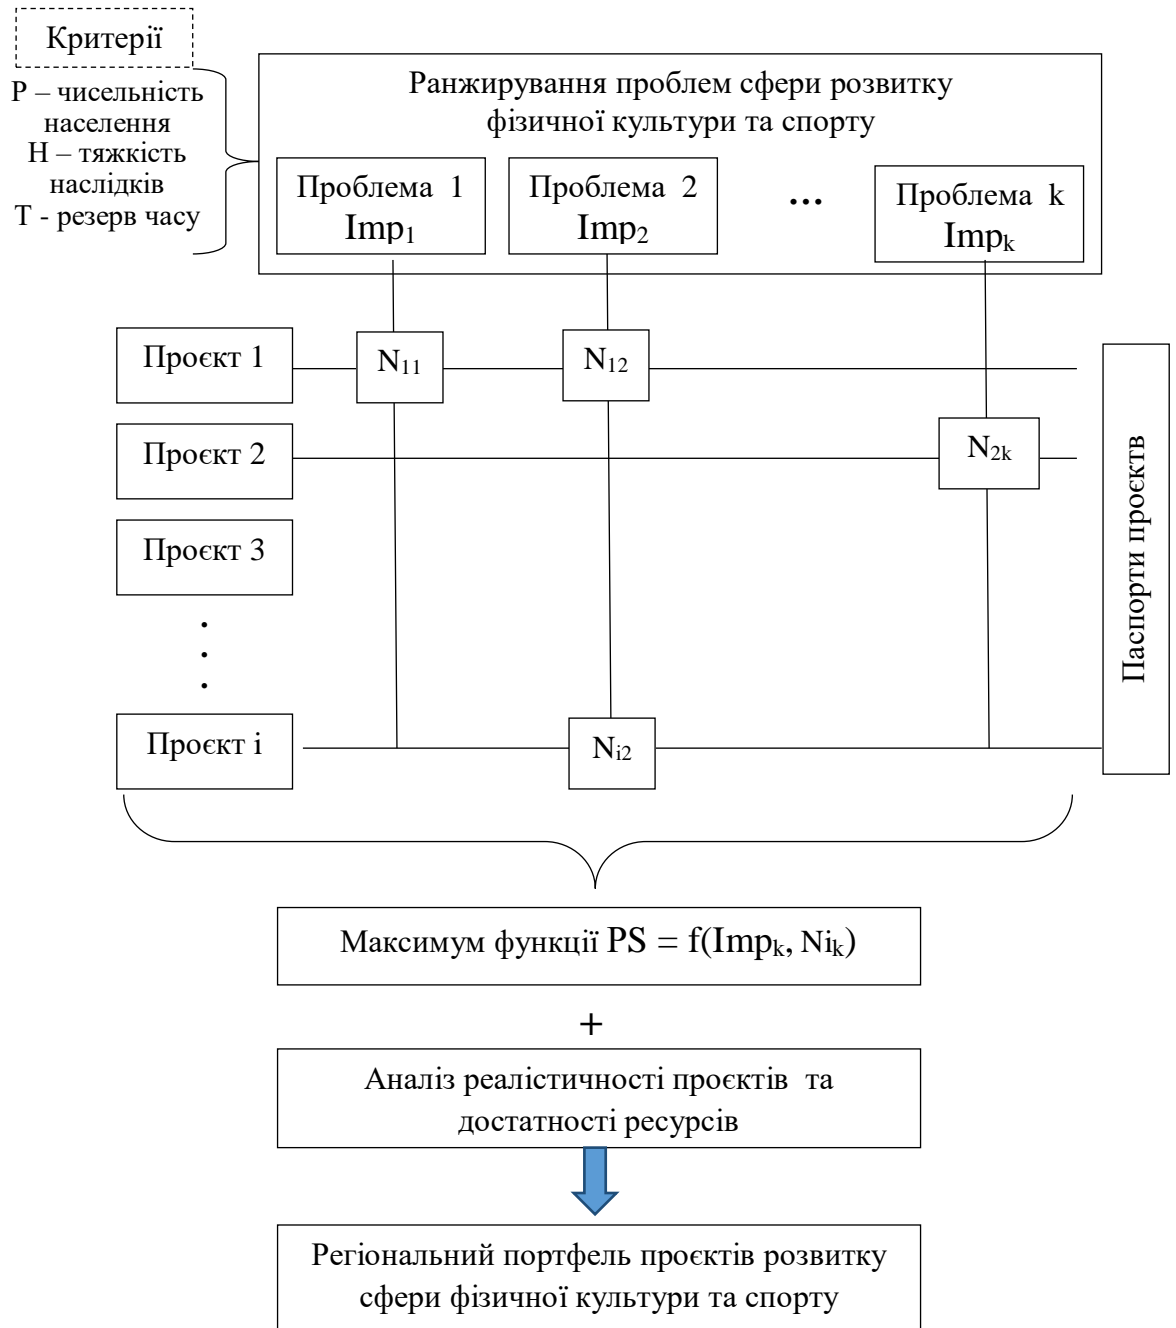 Критерії
P – чисельність
населення
H – тяжкість
наслідків
T - резерв часу
Ранжирування проблем сфери розвитку
фізичної культури та спорту
Проблема 1
Imp₁
Проблема 2
Imp₂
...
Проблема k
Impₖ
Проєкт 1
N₁₁
N₁₂
Проєкт 2
N₂ₖ
Проєкт 3
.
.
.
Проєкт i
Nᵢ₂
Паспорти проєктв
Максимум функції PS = f(Impₖ, Niₖ)
+
Аналіз реалістичності проєктів та
достатності ресурсів
Регіональний портфель проєктів розвитку
сфери фізичної культури та спорту